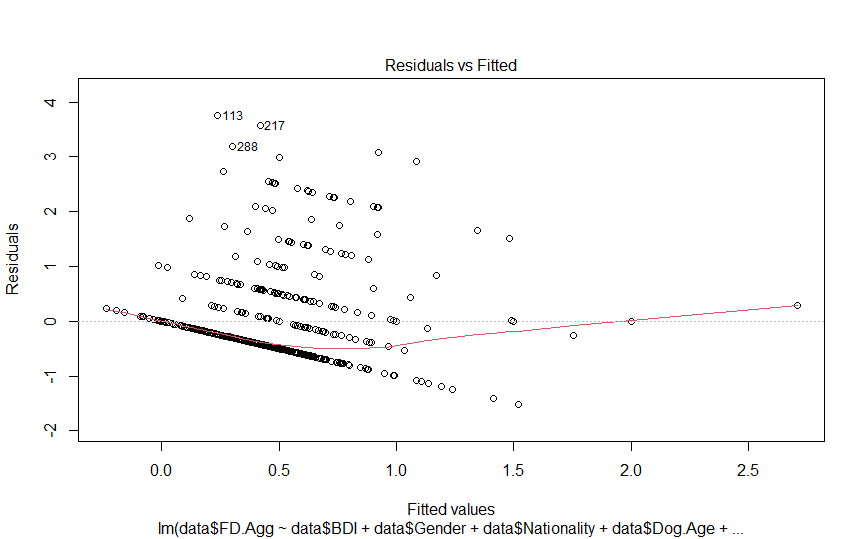 Residuals vs Fitted
4
3
2
1
0
-1
-2
Residuals
113
217
288
0.0 0.5 1.0 1.5 2.0 2.5
Fitted values
lm(data$FD.Agg ~ data$BDI + data$Gender + data$Nationality + data$Dog.Age + ...